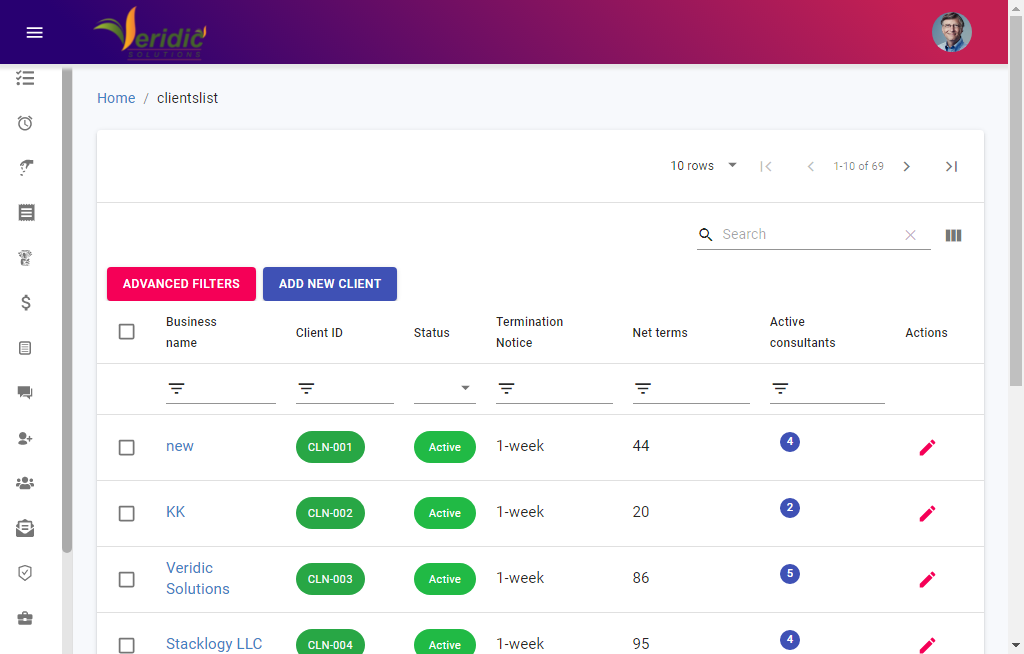 Veridic
SOLUTIONS
Home / clientslist
10 rows
1-10 of 69
Search
ADVANCED FILTERS
ADD NEW CLIENT
Business name
Client ID
Status
Termination Notice
Net terms
Active consultants
Actions
new CLN-001 Active 1-week 44 4
KK CLN-002 Active 1-week 20 2
Veridic Solutions CLN-003 Active 1-week 86 5
Stacklogy LLC CLN-004 Active 1-week 95 4